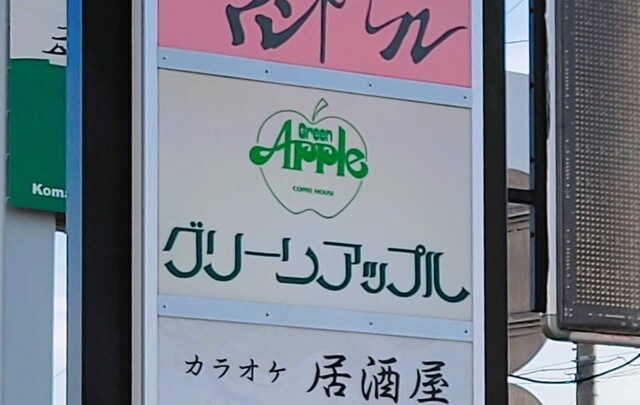 Green
Apple
COFFEE HOUSE
グリーンアップル
カラオケ 居酒屋
Koma